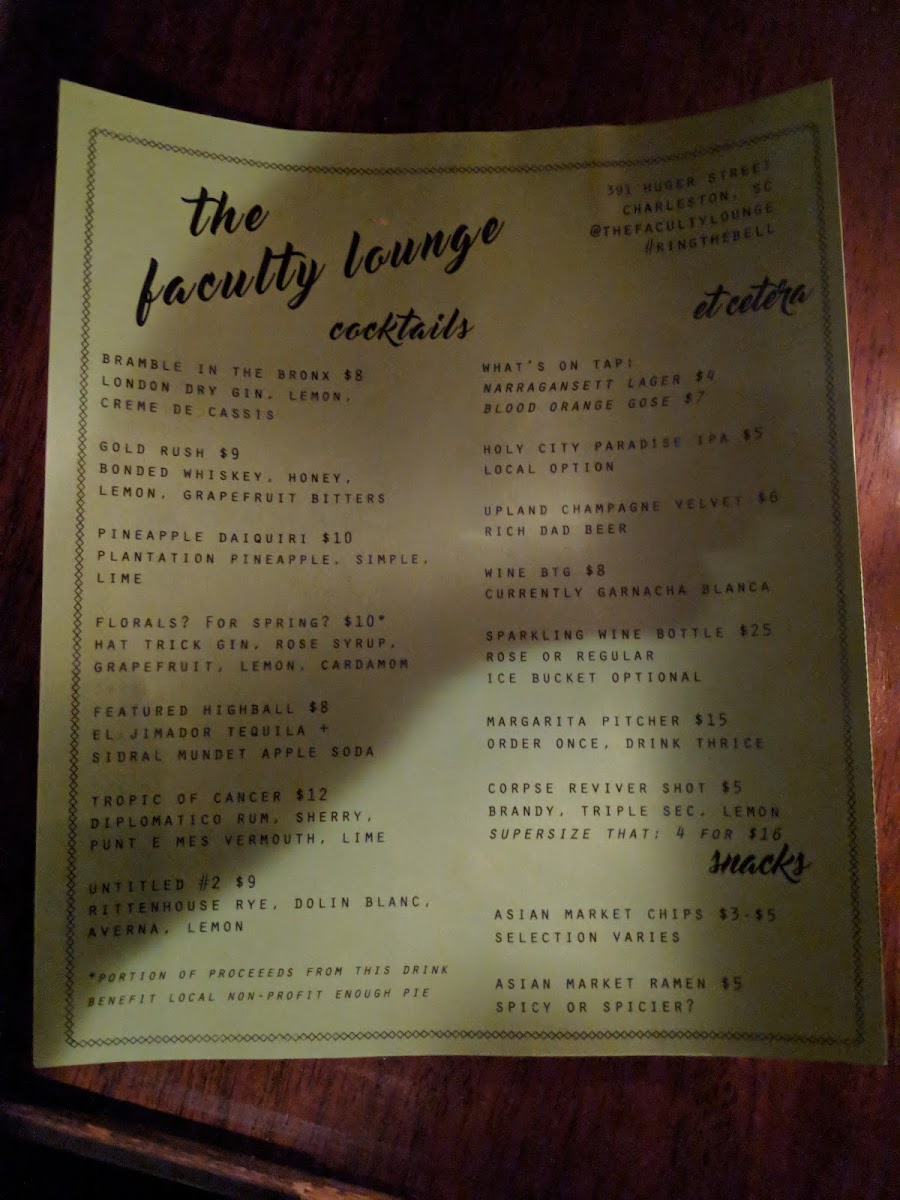 the
faculty lounge
391 HUGER STREET
CHARLESTON, SC
@THEFACULTYLOUNGE
#RINGTHEBELL
cocktails
BRAMBLE IN THE BRONX $8
LONDON DRY GIN, LEMON,
CREME DE CASSIS
GOLD RUSH $9
BONDED WHISKEY, HONEY,
LEMON, GRAPEFRUIT BITTERS
PINEAPPLE DAIQUIRI $10
PLANTATION PINEAPPLE, SIMPLE,
LIME
FLORALS? FOR SPRING? $10*
HAT TRICK GIN, ROSE SYRUP,
GRAPEFRUIT, LEMON, CARDAMOM
FEATURED HIGHBALL $8
EL JIMADOR TEQUILA +
SIDRAL MUNDET APPLE SODA
TROPIC OF CANCER $12
DIPLOMATICO RUM, SHERRY,
PUNT E MES VERMOUTH, LIME
UNTITLED #2 $9
RITTENHOUSE RYE, DOLIN BLANC,
AVERNA, LEMON
*PORTION OF PROCEEEDS FROM THIS DRINK
BENEFIT LOCAL NON-PROFIT ENOUGH PIE
et cetera
WHAT'S ON TAP!
NARRAGANSETT LAGER $4
BLOOD ORANGE GOSE $7
HOLY CITY PARADISE IPA $5
LOCAL OPTION
UPLAND CHAMPAGNE VELVET $6
RICH DAD BEER
WINE BTG $8
CURRENTLY GARNACHA BLANCA
SPARKLING WINE BOTTLE $25
ROSE OR REGULAR
ICE BUCKET OPTIONAL
MARGARITA PITCHER $15
ORDER ONCE, DRINK THRICE
CORPSE REVIVER SHOT $5
BRANDY, TRIPLE SEC, LEMON
SUPERSIZE THAT: 4 FOR $16
snacks
ASIAN MARKET CHIPS $3-$5
SELECTION VARIES
ASIAN MARKET RAMEN $5
SPICY OR SPICIER?